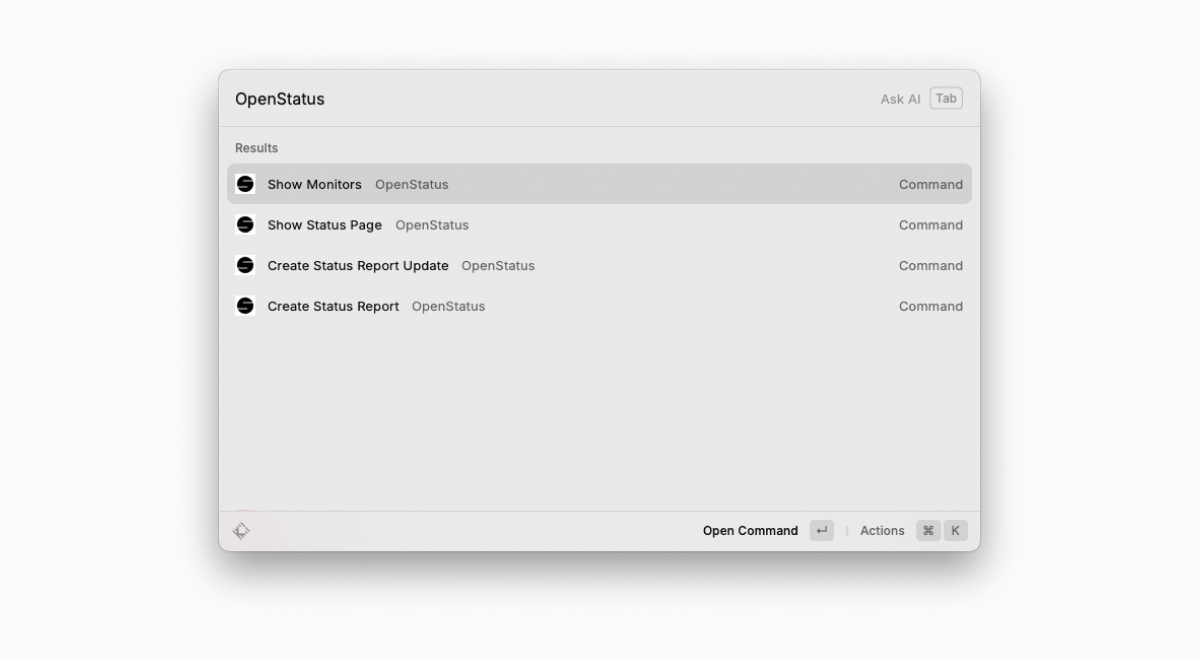 OpenStatus Ask AI Tab
Results
Show Monitors OpenStatus Command
Show Status Page OpenStatus Command
Create Status Report Update OpenStatus Command
Create Status Report OpenStatus Command
Open Command ↵ | Actions ⌘ K